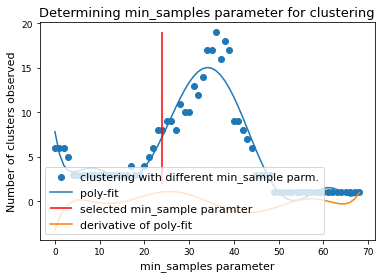 Determining min_samples parameter for clustering
Number of clusters observed
20
15
10
5
0
clustering with different min_sample parm.
poly-fit
selected min_sample paramter
derivative of poly-fit
0 10 20 30 40 50 60 70
min_samples parameter